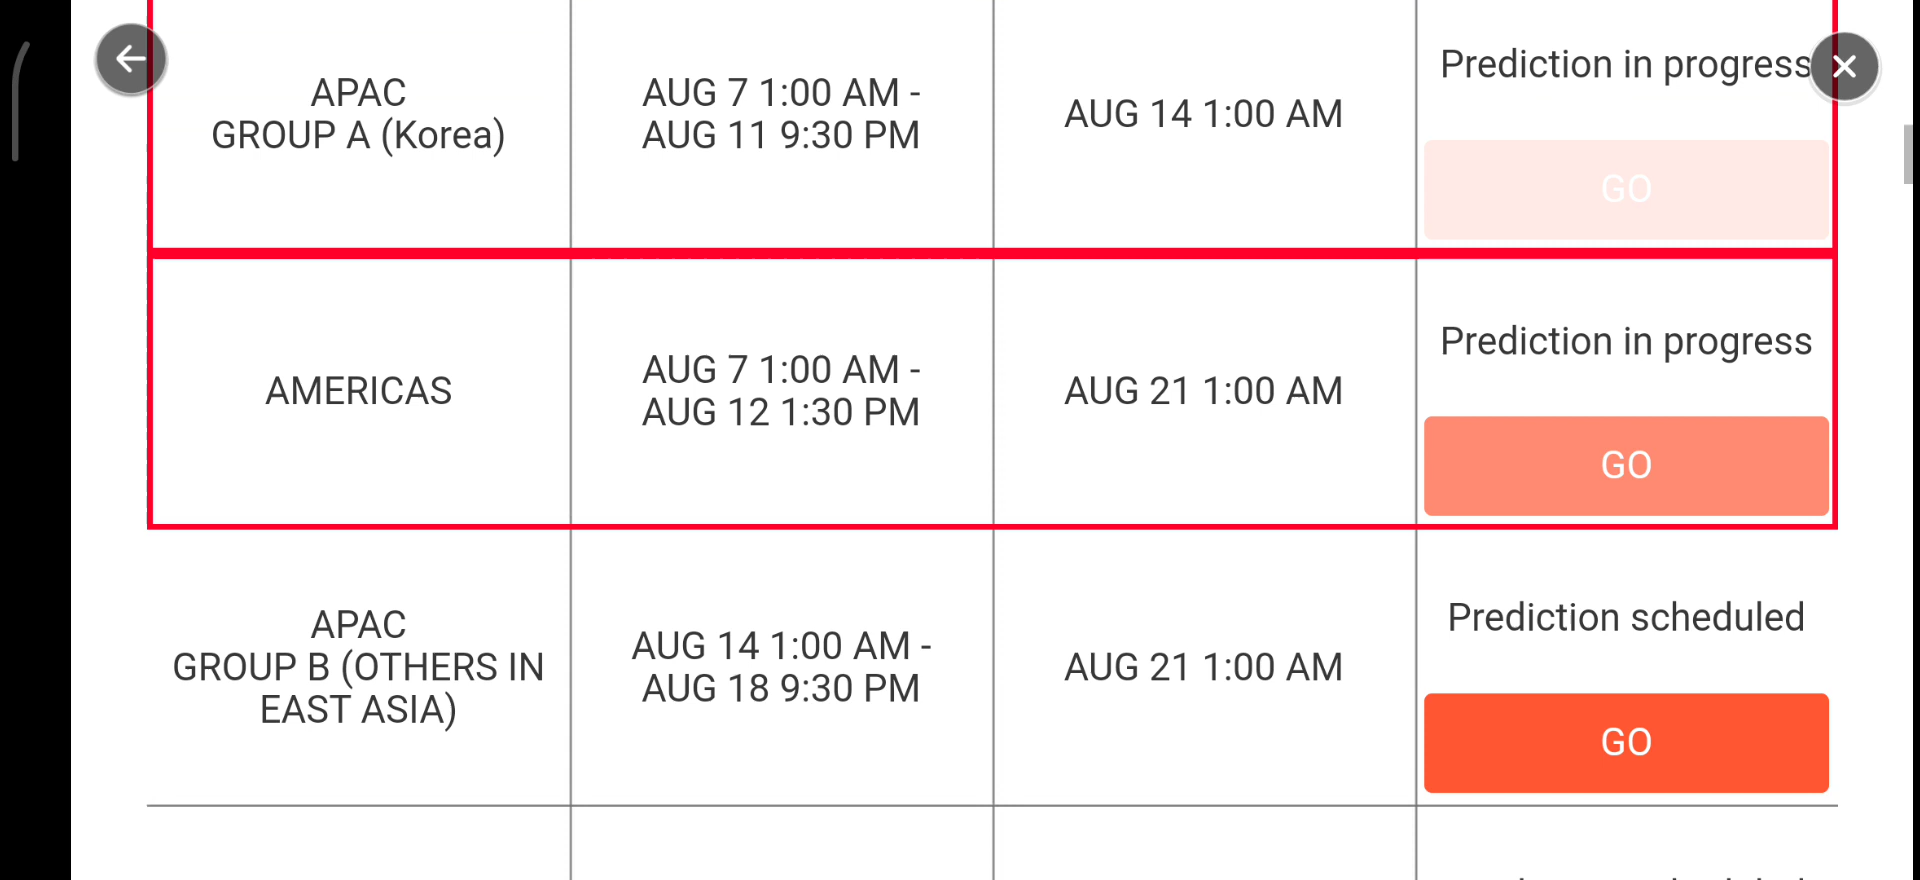 APAC
GROUP A (Korea)
AUG 7 1:00 AM -
AUG 11 9:30 PM
AUG 14 1:00 AM
Prediction in progress
GO
AMERICAS
AUG 7 1:00 AM -
AUG 12 1:30 PM
AUG 21 1:00 AM
Prediction in progress
GO
APAC
GROUP B (OTHERS IN
EAST ASIA)
AUG 14 1:00 AM -
AUG 18 9:30 PM
AUG 21 1:00 AM
Prediction scheduled
GO